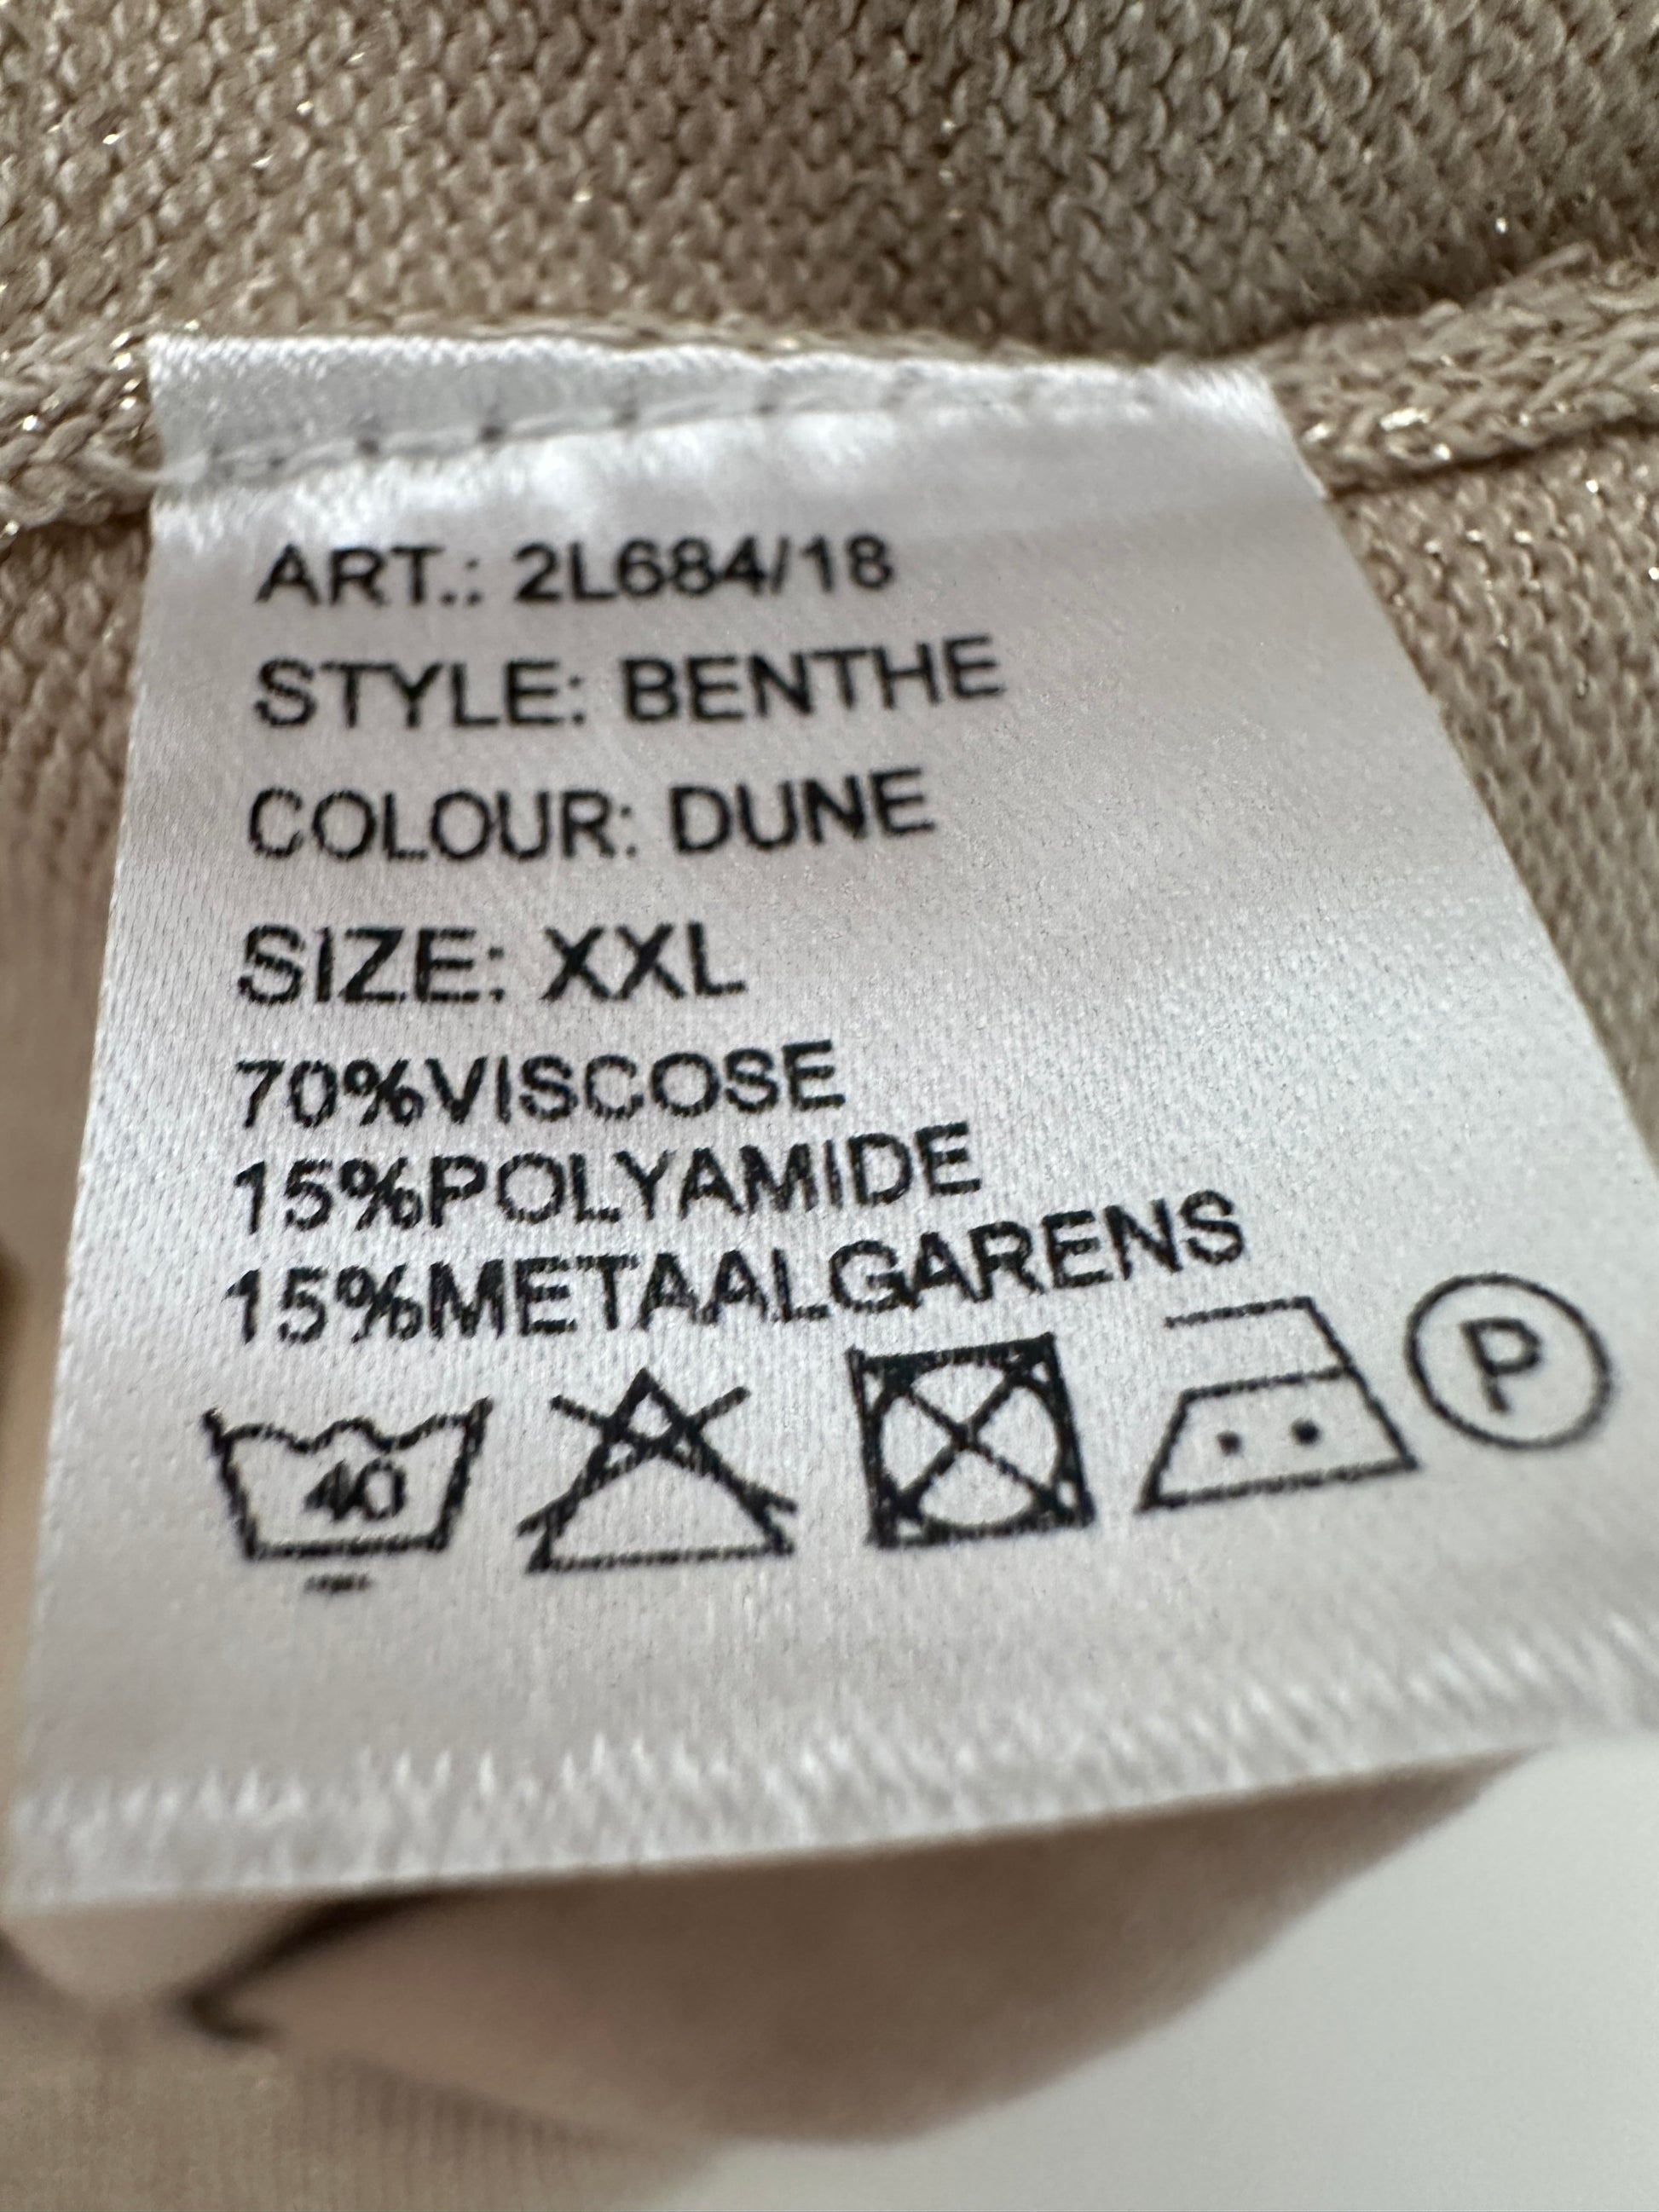 ART.: 2L684/18
STYLE: BENTHE
COLOUR: DUNE
SIZE: XXL
70%VISCOSE
15%POLYAMIDE
15%METAALGARENS
40
P